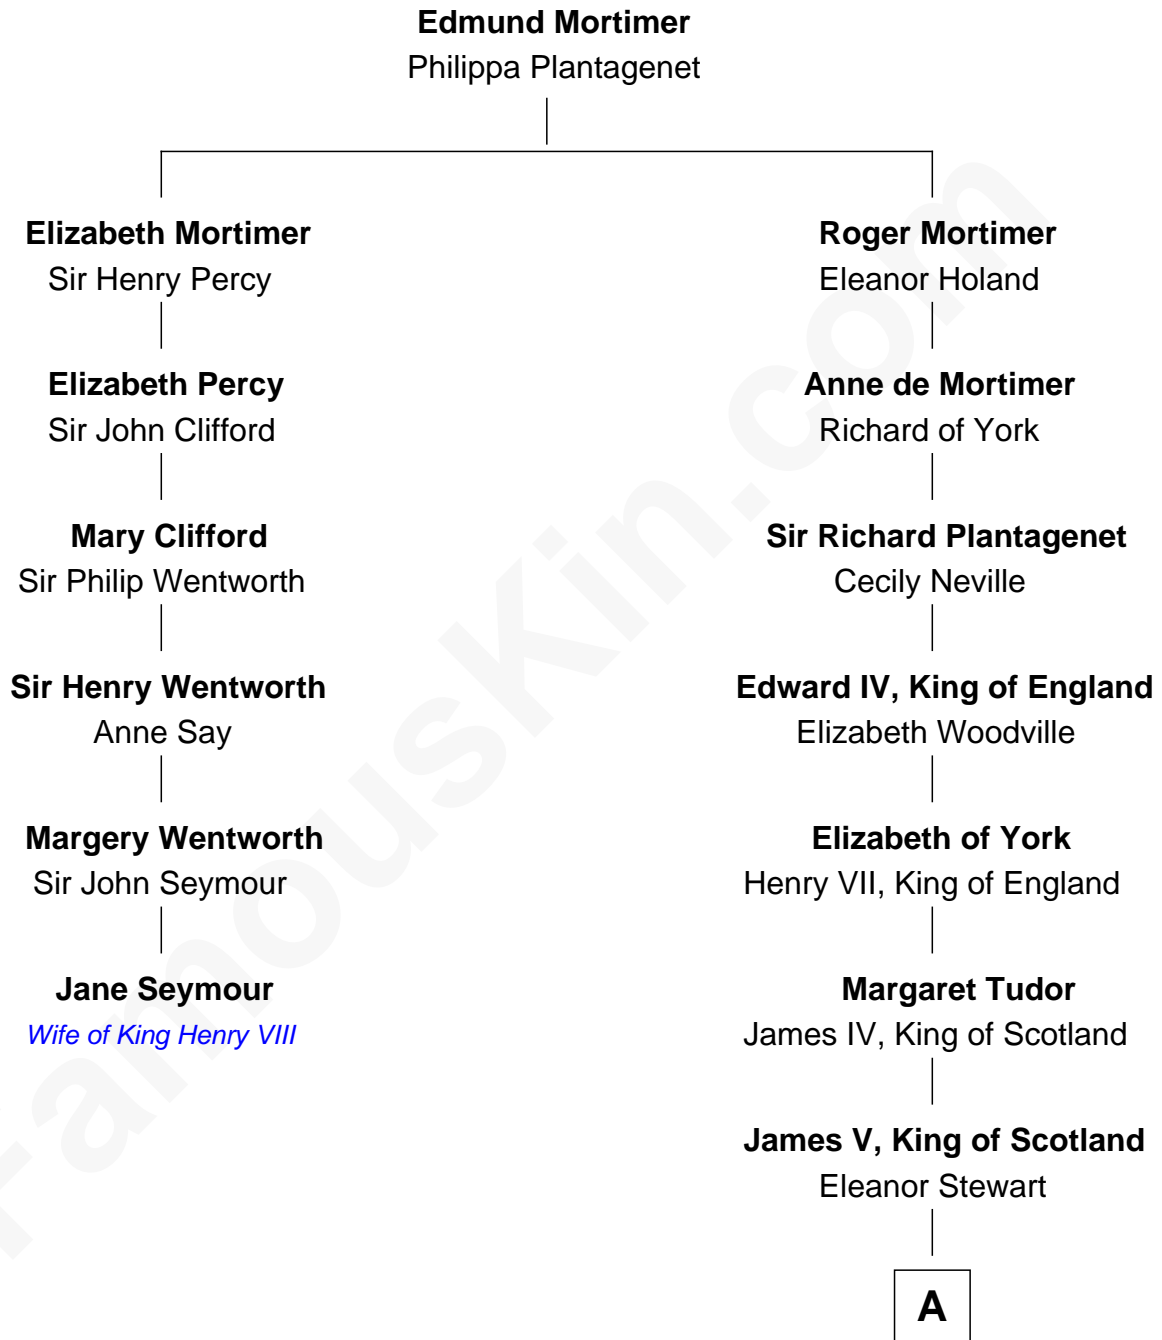 Edmund Mortimer
Philippa Plantagenet
Elizabeth Mortimer
Sir Henry Percy
Roger Mortimer
Eleanor Holand
Elizabeth Percy
Sir John Clifford
Anne de Mortimer
Richard of York
Mary Clifford
Sir Philip Wentworth
Sir Richard Plantagenet
Cecily Neville
Sir Henry Wentworth
Anne Say
Edward IV, King of England
Elizabeth Woodville
Margery Wentworth
Sir John Seymour
Elizabeth of York
Henry VII, King of England
Jane Seymour
Wife of King Henry VIII
Margaret Tudor
James IV, King of Scotland
James V, King of Scotland
Eleanor Stewart
A
FamousKin.com